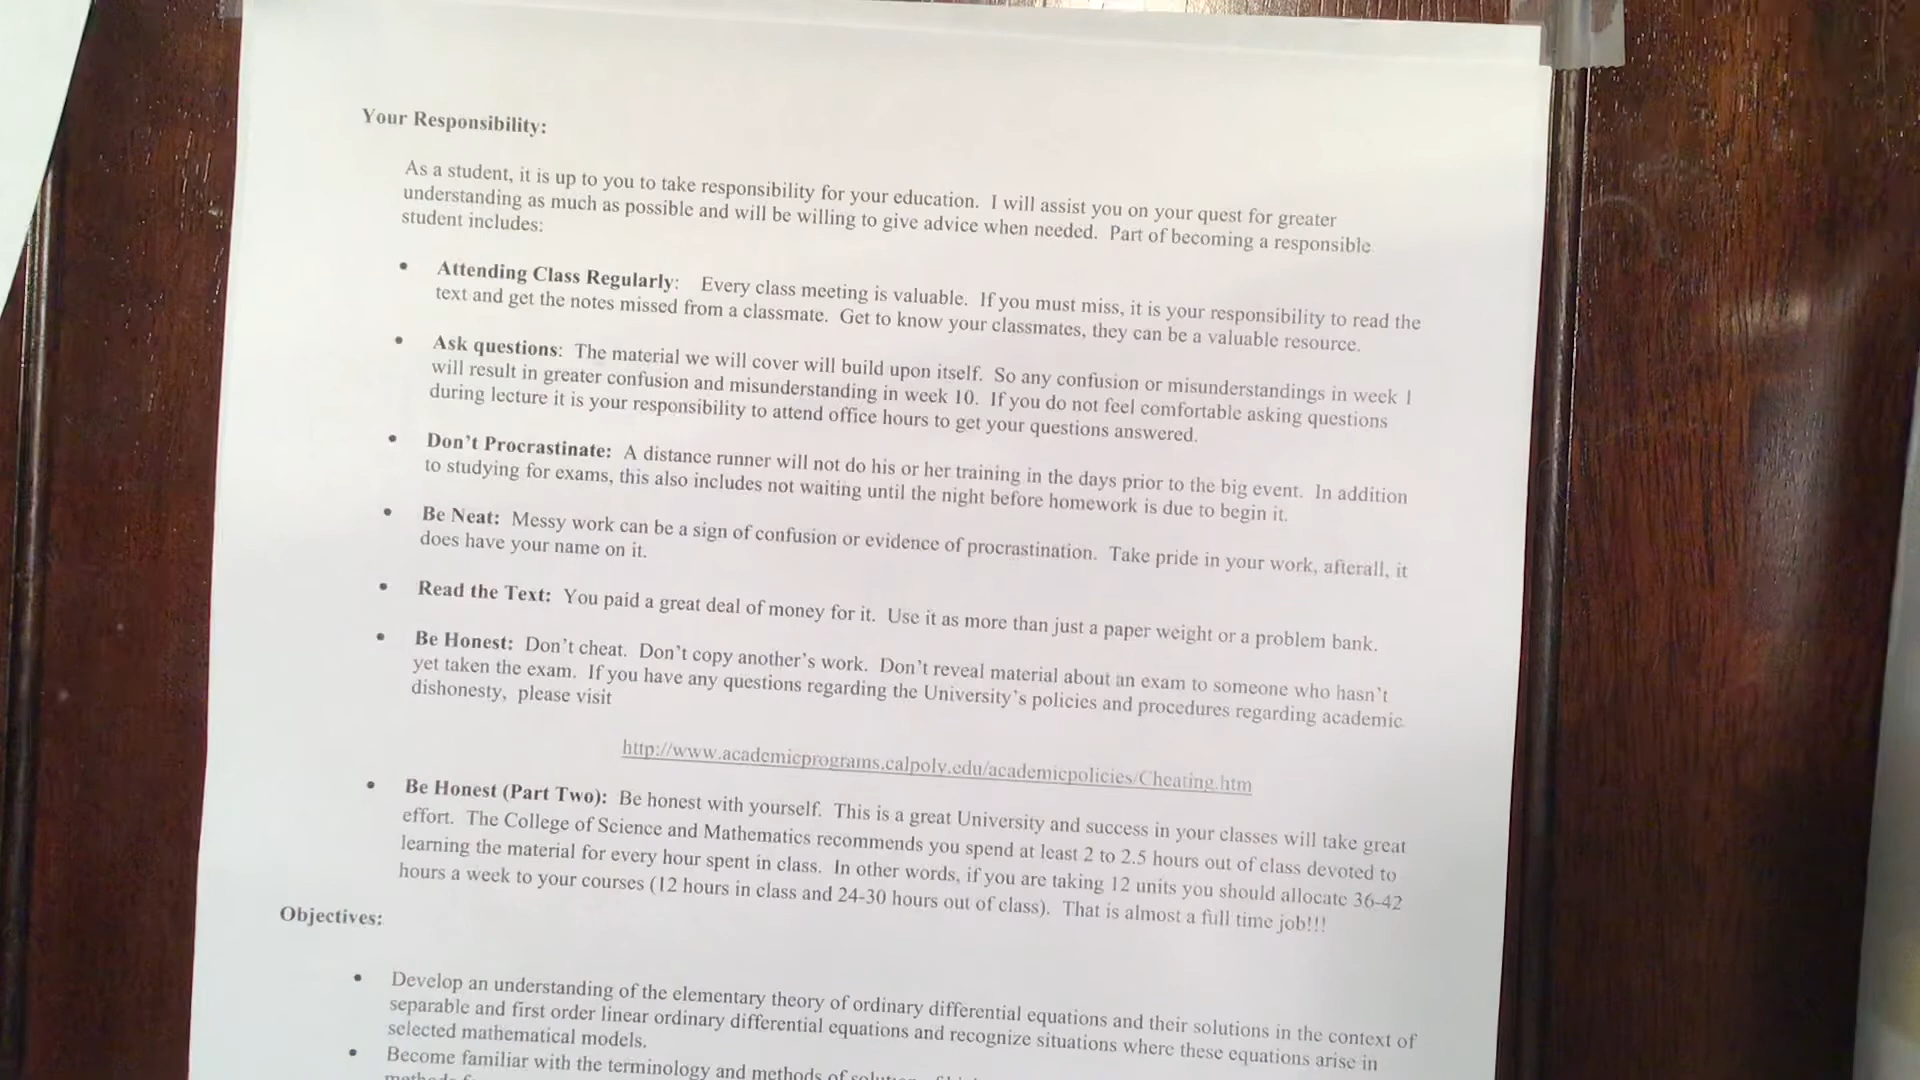 Your Responsibility:
As a student, it is up to you to take responsibility for your education. I will assist you on your quest for greater
understanding as much as possible and will be willing to give advice when needed. Part of becoming a responsible
student includes:
• Attending Class Regularly: Every class meeting is valuable. If you must miss, it is your responsibility to read the
text and get the notes missed from a classmate. Get to know your classmates, they can be a valuable resource.
• Ask questions: The material we will cover will build upon itself. So any confusion or misunderstandings in week 1
will result in greater confusion and misunderstanding in week 10. If you do not feel comfortable asking questions
during lecture it is your responsibility to attend office hours to get your questions answered.
• Don't Procrastinate: A distance runner will not do his or her training in the days prior to the big event. In addition
to studying for exams, this also includes not waiting until the night before homework is due to begin it.
• Be Neat: Messy work can be a sign of confusion or evidence of procrastination. Take pride in your work, afterall, it
does have your name on it.
• Read the Text: You paid a great deal of money for it. Use it as more than just a paper weight or a problem bank.
• Be Honest: Don't cheat. Don't copy another's work. Don't reveal material about an exam to someone who hasn't
yet taken the exam. If you have any questions regarding the University's policies and procedures regarding academic
dishonesty, please visit
http://www.academicprograms.calpoly.edu/academicpolicies/Cheating.htm
• Be Honest (Part Two): Be honest with yourself. This is a great University and success in your classes will take great
effort. The College of Science and Mathematics recommends you spend at least 2 to 2.5 hours out of class devoted to
learning the material for every hour spent in class. In other words, if you are taking 12 units you should allocate 36-42
hours a week to your courses (12 hours in class and 24-30 hours out of class). That is almost a full time job!!!
Objectives:
• Develop an understanding of the elementary theory of ordinary differential equations and their solutions in the context of
separable and first order linear ordinary differential equations and recognize situations where these equations arise in
selected mathematical models.
• Become familiar with the terminology and methods of